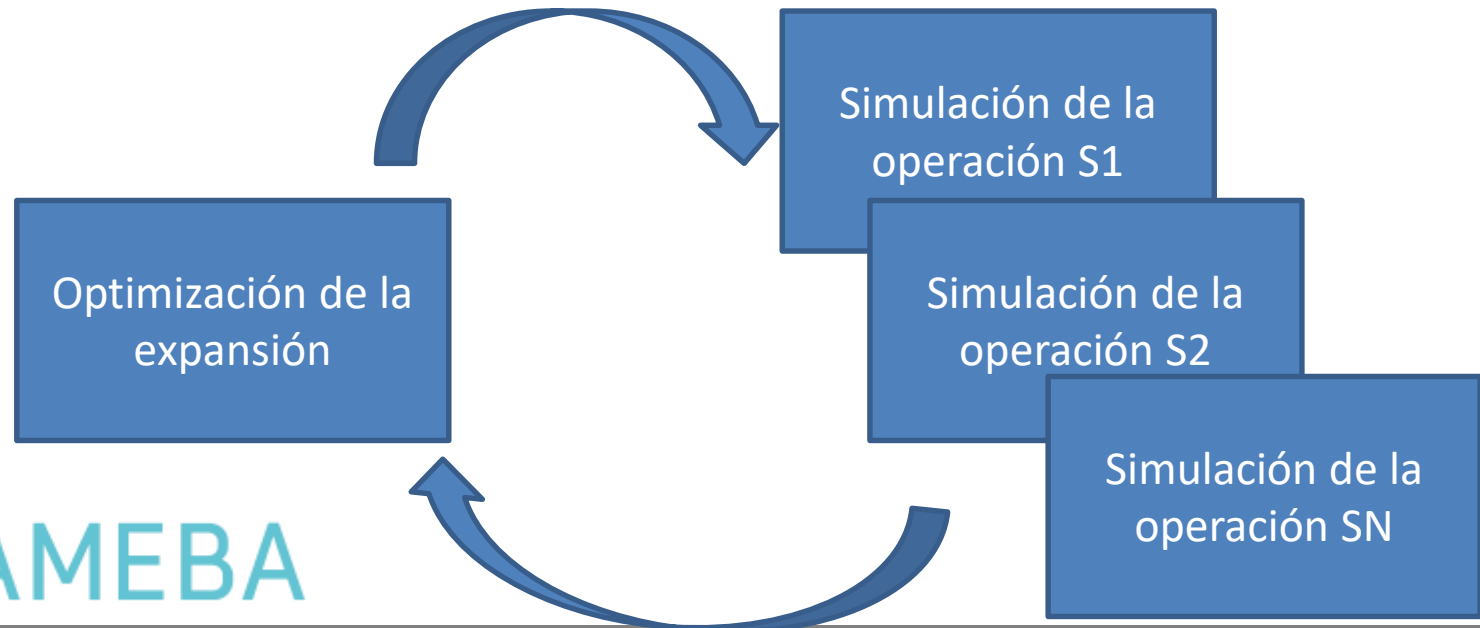 Simulación de la
operación S1
Optimización de la
expansión
Simulación de la
operación S2
Simulación de la
operación SN
AMEBA